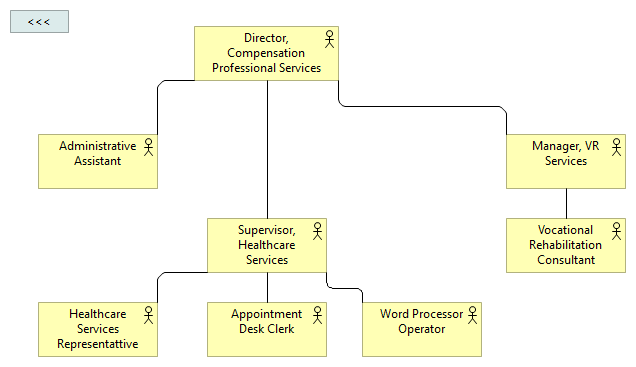 <<<
Director,
Compensation
Professional Services
Administrative
Assistant
Manager, VR
Services
Supervisor,
Healthcare
Services
Vocational
Rehabilitation
Consultant
Healthcare
Services
Representattive
Appointment
Desk Clerk
Word Processor
Operator